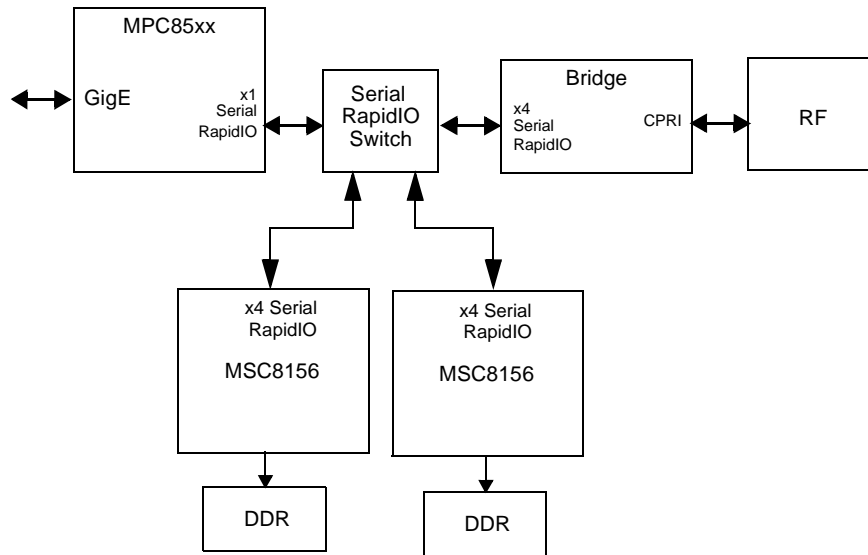 MPC85xx
GigE
x1
Serial
RapidIO
Serial
RapidIO
Switch
Bridge
x4
Serial
RapidIO
CPRI
RF
x4 Serial
RapidIO
MSC8156
x4 Serial
RapidIO
MSC8156
DDR
DDR